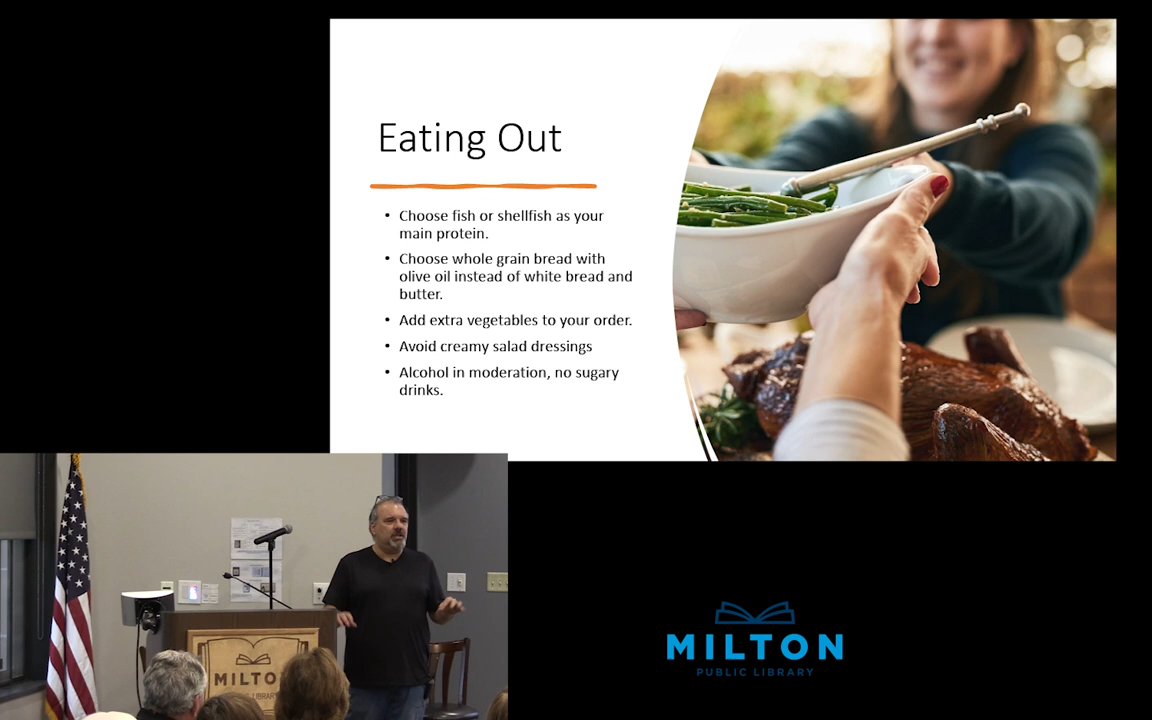 Eating Out
• Choose fish or shellfish as your
main protein.
• Choose whole grain bread with
olive oil instead of white bread and
butter.
• Add extra vegetables to your order.
• Avoid creamy salad dressings
• Alcohol in moderation, no sugary
drinks.
MILTON
PUBLIC LIBRARY
MILTO
LIBRARY